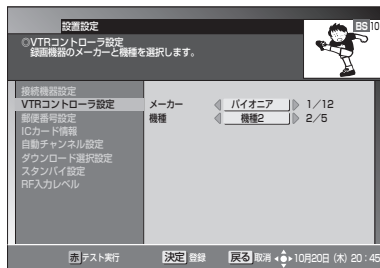 設置設定
BS 10
◎VTRコントローラ設定
録画機器のメーカーと機種を選択します。
接続機器設定
VTRコントローラ設定
郵便番号設定
ICカード情報
自動チャンネル設定
ダウンロード選択設定
スタンバイ設定
RF入力レベル
メーカー パイオニア 1/12
機種 機種2 2/5
赤 テスト実行 決定 登録 戻る 取消 10月20日 (木) 20:45